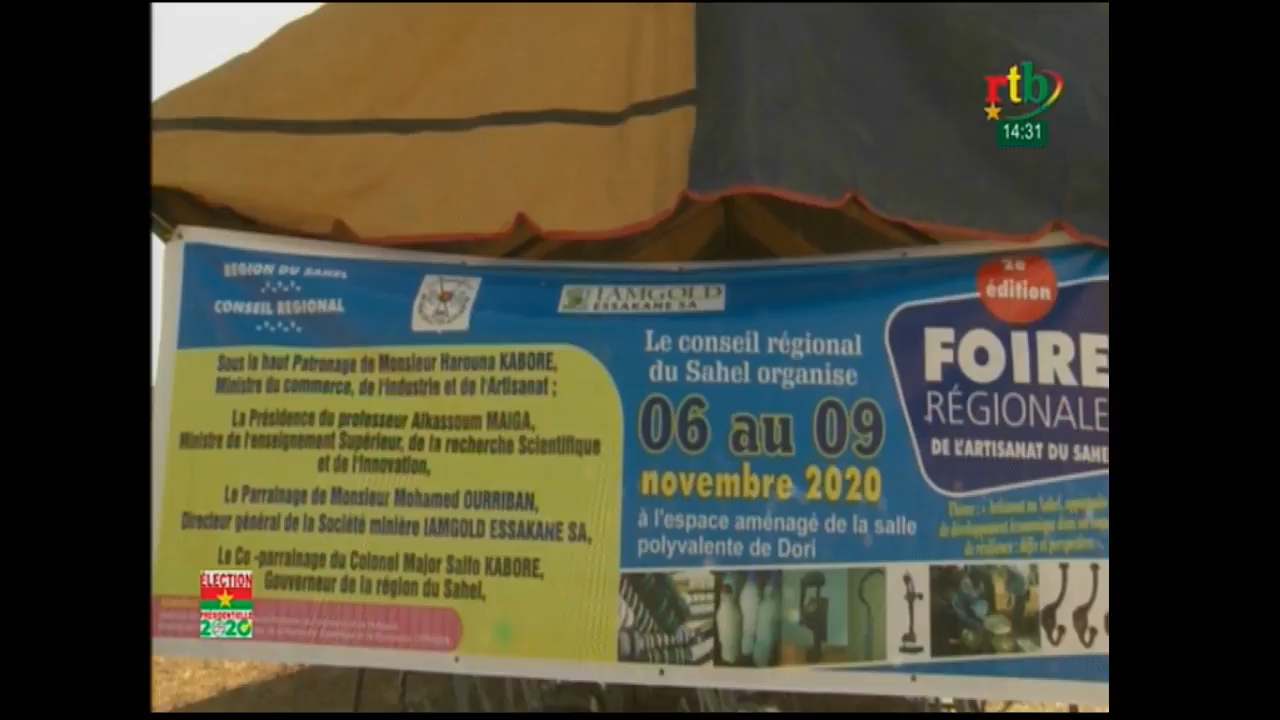 rtb
14:31
REGION DU SAHEL
CONSEIL REGIONAL
IAMGOLD
ESSAKANE SA
Sous le haut Patronage de Monsieur Harouna KABORE,
Ministre du commerce, de l'Industrie et de l'Artisanat ;
La Présidence du professeur Alkassoum MAIGA,
Ministre de l'enseignement Supérieur, de la recherche Scientifique
et de l'Innovation,
Le Parrainage de Monsieur Mohamed OURRIBAN,
Directeur général de la Société minière IAMGOLD ESSAKANE SA,
Le Co -parrainage du Colonel Major Salfo KABORE,
Gouverneur de la région du Sahel,
Le conseil régional
du Sahel organise
06 au 09
novembre 2020
à l'espace aménagé de la salle
polyvalente de Dori
2e
édition
FOIRE
RÉGIONALE
DE L'ARTISANAT DU SAHE
ÉLECTION
PRÉSIDENTIELLE
2020